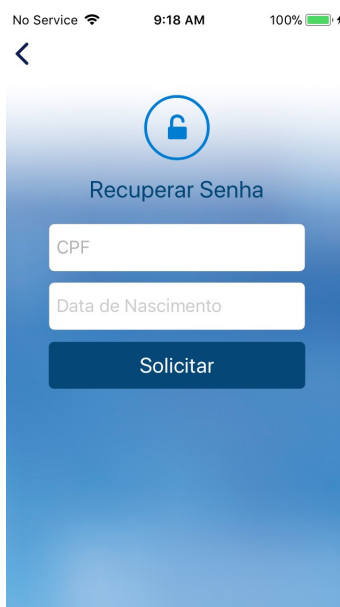 No Service 9:18 AM 100%
Recuperar Senha
CPF
Data de Nascimento
Solicitar